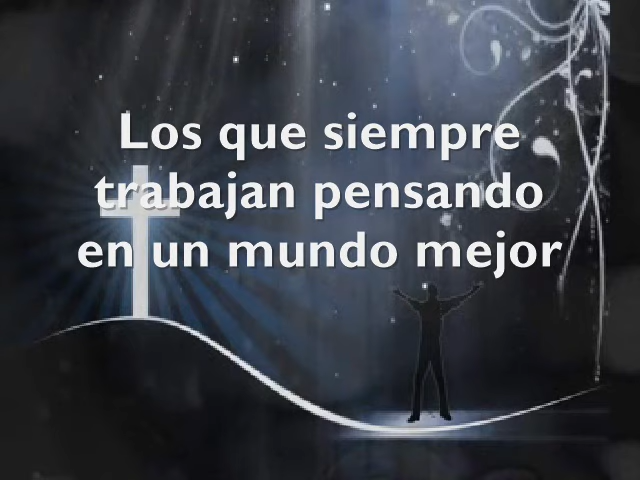 Los que siempre
trabajan pensando
en un mundo mejor